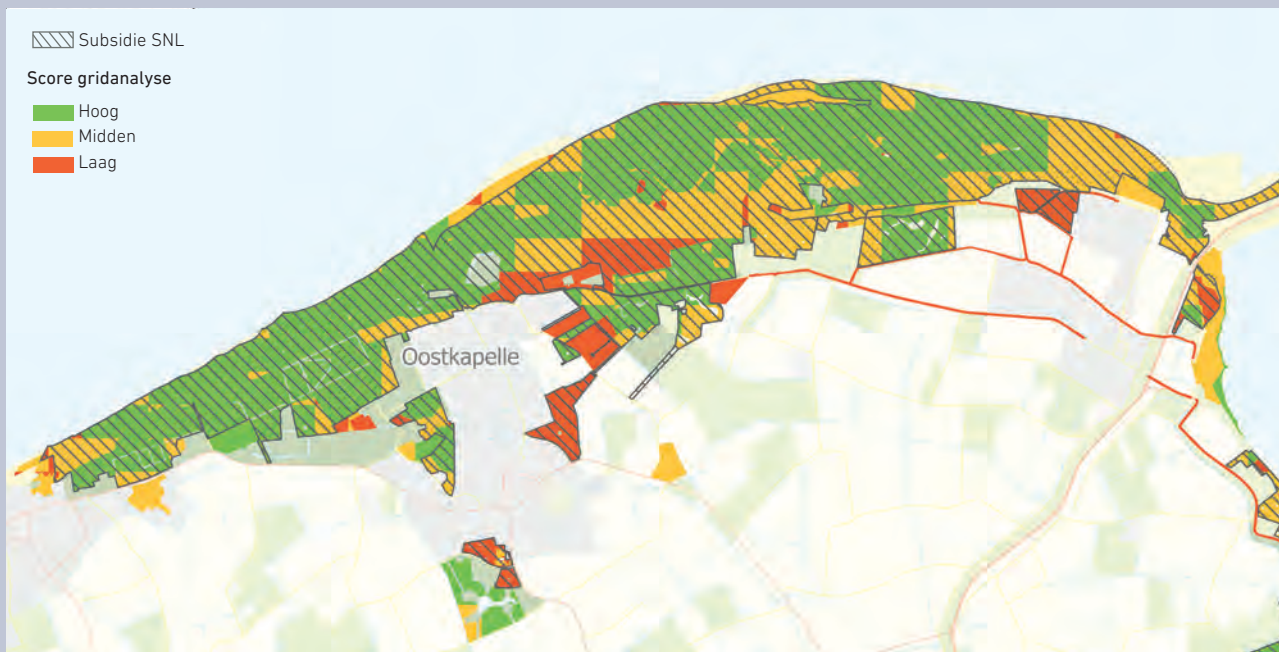 Subsidie SNL
Score gridanalyse
Hoog
Midden
Laag
Oostkapelle